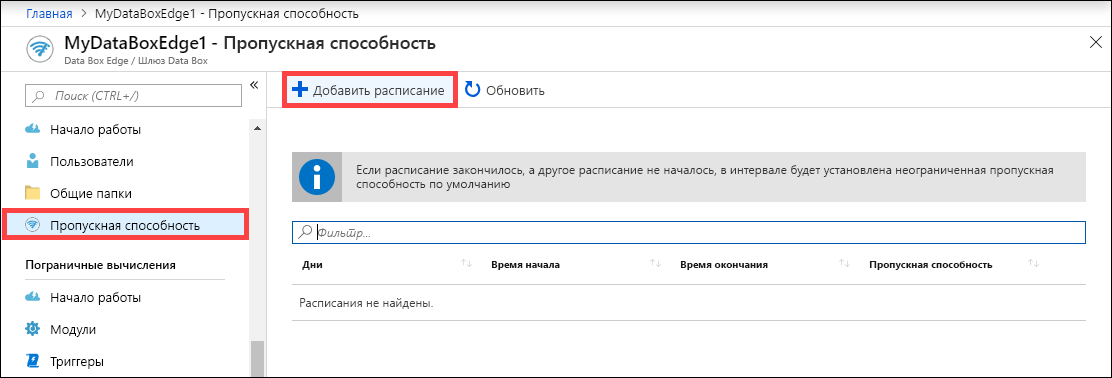 Главная > MyDataBoxEdge1 - Пропускная способность
MyDataBoxEdge1 - Пропускная способность
Data Box Edge / Шлюз Data Box
Поиск (CTRL+/)
Начало работы
Пользователи
Общие папки
Пропускная способность
Пограничные вычисления
Начало работы
Модули
Триггеры
Добавить расписание
Обновить
Если расписание закончилось, а другое расписание не началось, в интервале будет установлена неограниченная пропускная
способность по умолчанию
Фильтр...
Дни Время начала Время окончания Пропускная способность
Расписания не найдены.